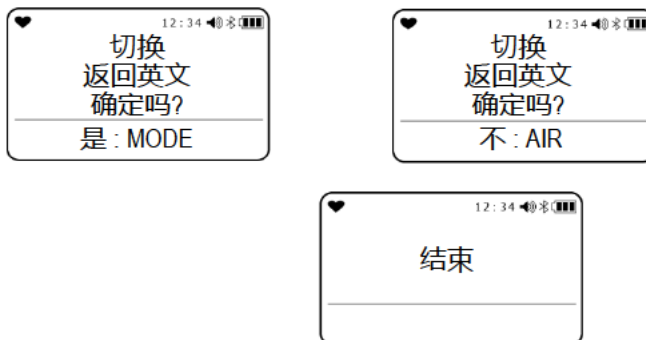 12:34
切换
返回英文
确定吗?
是 : MODE
12:34
切换
返回英文
确定吗?
不 : AIR
12:34
结束